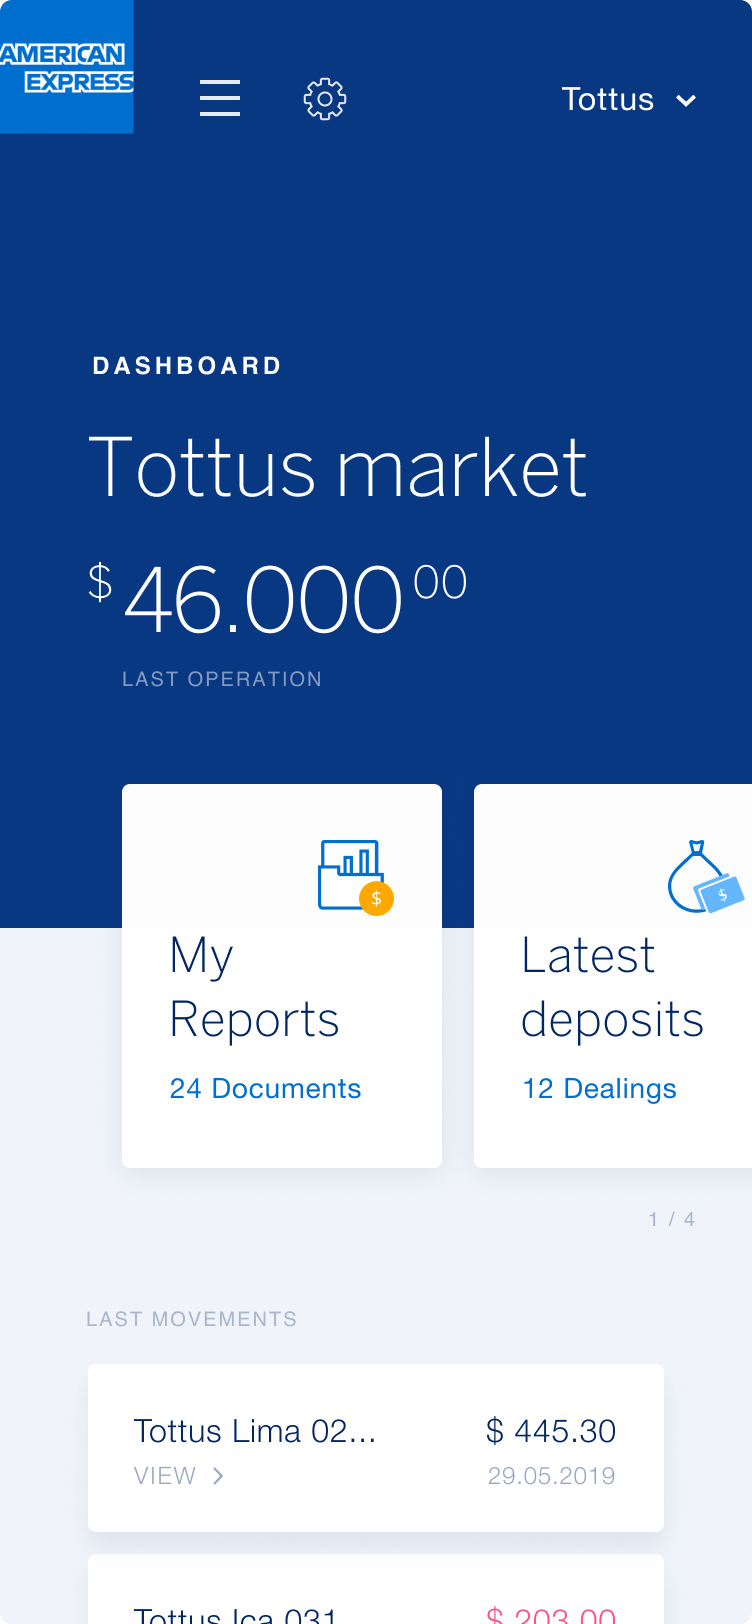 AMERICAN
EXPRESS
Tottus
DASHBOARD
Tottus market
$ 46.000 00
LAST OPERATION
$
$
My
Reports
24 Documents
Latest
deposits
12 Dealings
1 / 4
LAST MOVEMENTS
Tottus Lima 02... $ 445.30
VIEW > 29.05.2019
Tottus Ica 031 $ 203.00